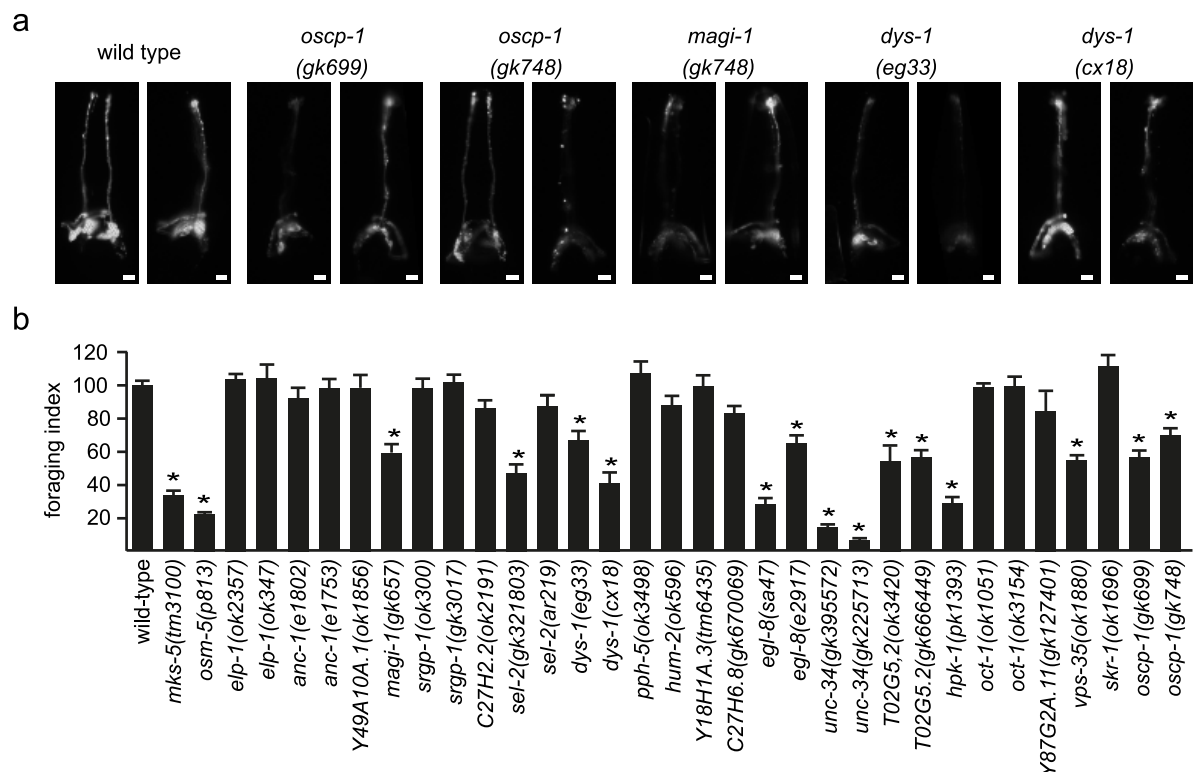 a
wild type
oscp-1
(gk699)
oscp-1
(gk748)
magi-1
(gk748)
dys-1
(eg33)
dys-1
(cx18)
b
foraging index
120
100
80
60
40
20
* * * * * * * * * * * * * * * *
wild-type
mks-5(tm3100)
osm-5(p813)
elp-1(ok2357)
elp-1(ok347)
anc-1(e1802)
anc-1(e1753)
Y49A10A.1(ok1856)
magi-1(gk657)
srgp-1(ok300)
srgp-1(gk3017)
C27H2.2(ok2191)
sel-2(gk321803)
sel-2(ar219)
dys-1(eg33)
dys-1(cx18)
pph-5(ok3498)
hum-2(ok596)
Y18H1A.3(tm6435)
C27H6.8(gk670069)
egl-8(sa47)
egl-8(e2917)
unc-34(gk395572)
unc-34(gk225713)
T02G5,2(ok3420)
T02G5.2(gk666449)
hpk-1(pk1393)
oct-1(ok1051)
oct-1(ok3154)
Y87G2A.11(gk127401)
vps-35(ok1880)
skr-1(ok1696)
oscp-1(gk699)
oscp-1(gk748)